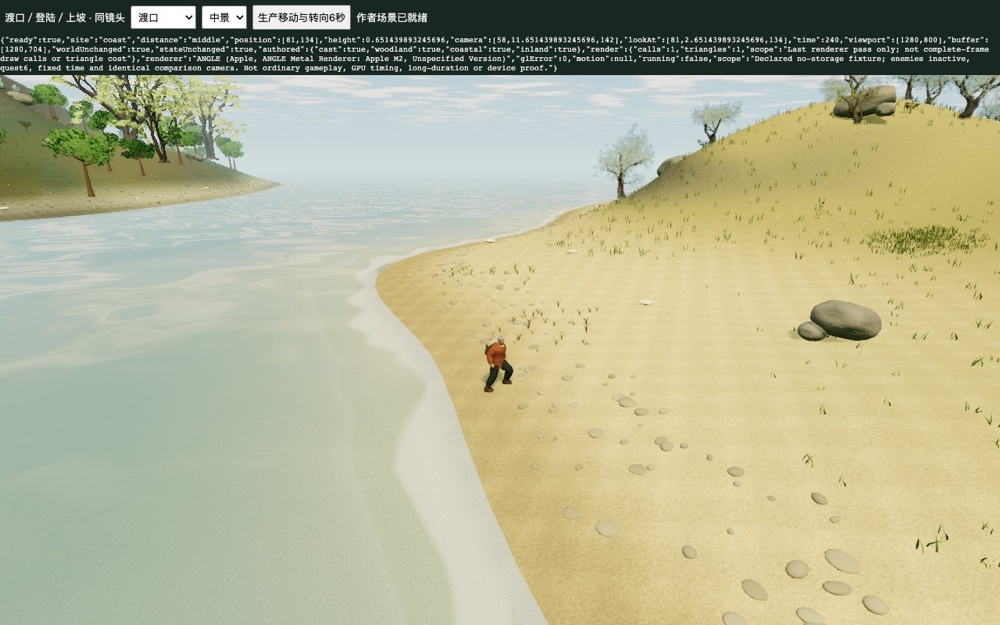 渡口 / 登陆 / 上坡 · 同镜头 渡口 中景 生产移动与转向6秒 作者场景已就绪
{"ready":true,"site":"coast","distance":"middle","position":[81,134],"height":0.651439893245696,"camera":[58,11.651439893245696,142],"lookAt":[81,2.651439893245696,134],"time":240,"viewport":[1280,800],"buffer":
[1280,704],"worldUnchanged":true,"stateUnchanged":true,"authored":{"cast":true,"woodland":true,"coastal":true,"inland":true},"render":{"calls":1,"triangles":1,"scope":"Last renderer pass only; not complete-frame
draw calls or triangle cost"},"renderer":"ANGLE (Apple, ANGLE Metal Renderer: Apple M2, Unspecified Version)","glError":0,"motion":null,"running":false,"scope":"Declared no-storage fixture; enemies inactive,
quest6, fixed time and identical comparison camera. Not ordinary gameplay, GPU timing, long-duration or device proof."}